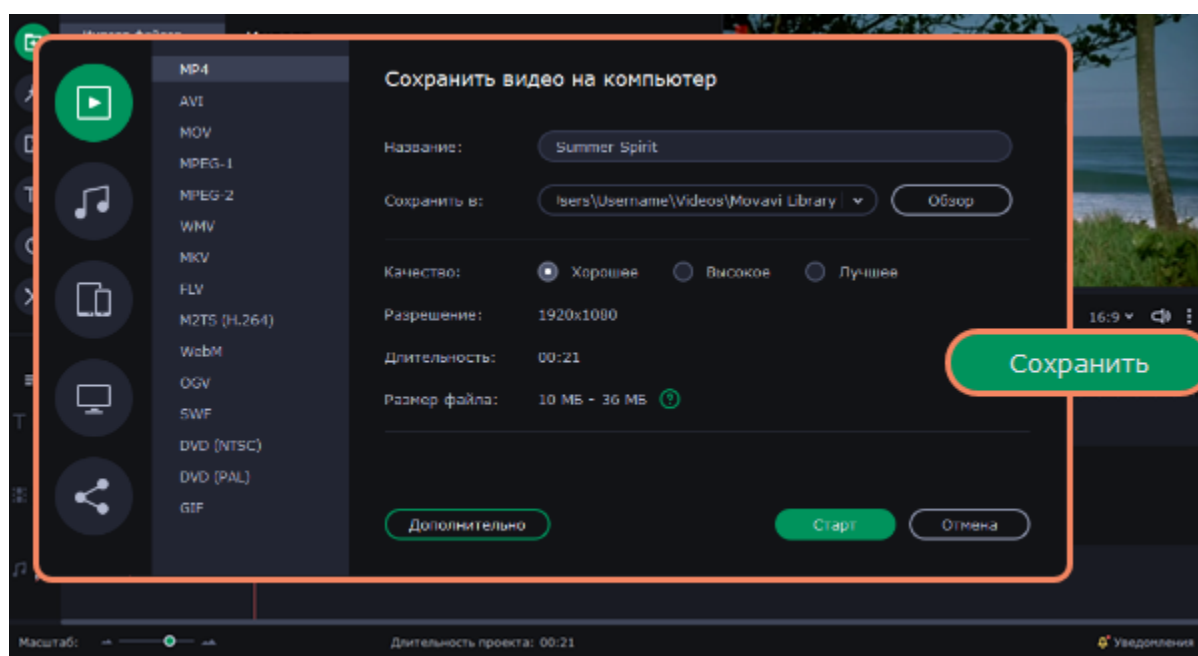 MP4
AVI
MOV
MPEG-1
MPEG-2
WMV
MKV
FLV
M2TS (H.264)
WebM
OGV
SWF
DVD (NTSC)
DVD (PAL)
GIF
Сохранить видео на компьютер
Название: Summer Spirit
Сохранить в: sers\Username\Videos\Movavi Library Обзор
Качество: Хорошее Высокое Лучшее
Разрешение: 1920x1080
Длительность: 00:21
Размер файла: 10 МБ - 36 МБ ?
Дополнительно Старт Отмена
16:9
Сохранить
Масштаб: Длительность проекта: 00:21 Уведомления